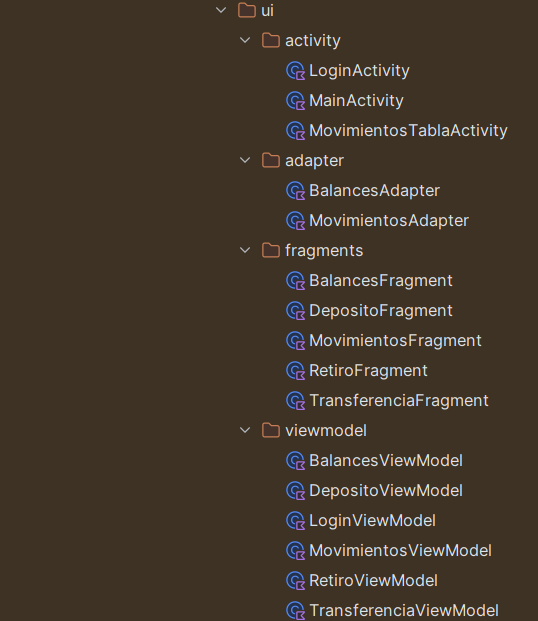 ui
activity
LoginActivity
MainActivity
MovimientosTablaActivity
adapter
BalancesAdapter
MovimientosAdapter
fragments
BalancesFragment
DepositoFragment
MovimientosFragment
RetiroFragment
TransferenciaFragment
viewmodel
BalancesViewModel
DepositoViewModel
LoginViewModel
MovimientosViewModel
RetiroViewModel
TransferenciaViewModel